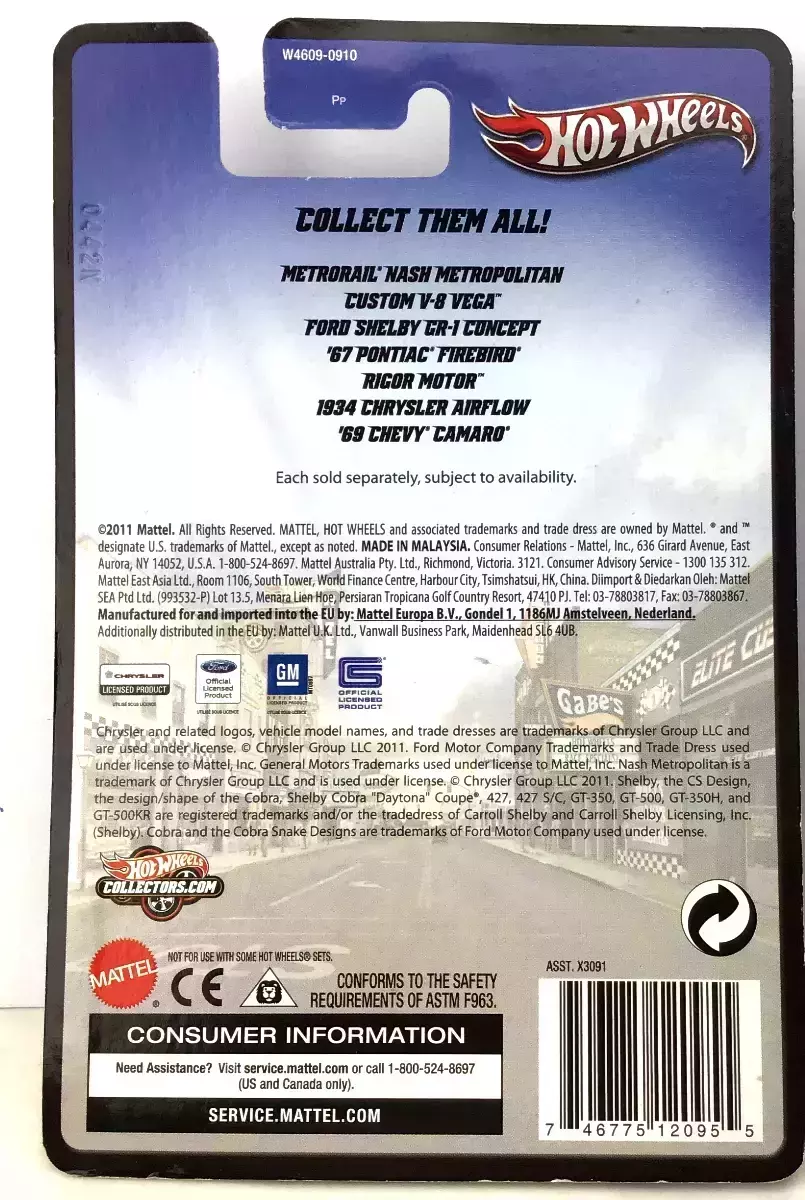 W4609-0910
Pp
HOT WHEELS
COLLECT THEM ALL!
METRORAIL® NASH METROPOLITAN
CUSTOM V-8 VEGA™
FORD SHELBY GR-1 CONCEPT
'67 PONTIAC® FIREBIRD®
RIGOR MOTOR™
1934 CHRYSLER AIRFLOW
'69 CHEVY® CAMARO®
Each sold separately, subject to availability.
©2011 Mattel. All Rights Reserved. MATTEL, HOT WHEELS and associated trademarks and trade dress are owned by Mattel. ® and ™
designate U.S. trademarks of Mattel., except as noted. MADE IN MALAYSIA. Consumer Relations - Mattel, Inc., 636 Girard Avenue, East
Aurora, NY 14052, U.S.A. 1-800-524-8697. Mattel Australia Pty. Ltd., Richmond, Victoria. 3121. Consumer Advisory Service - 1300 135 312.
Mattel East Asia Ltd., Room 1106, South Tower, World Finance Centre, Harbour City, Tsimshatsui, HK, China. Diimport & Diedarkan Oleh: Mattel
SEA Ptd Ltd. (993532-P) Lot 13.5, Menara Lien Hoe, Persiaran Tropicana Golf Country Resort, 47410 PJ. Tel: 03-78803817, Fax: 03-78803867.
Manufactured for and imported into the EU by: Mattel Europa B.V., Gondel 1, 1186MJ Amstelveen, Nederland.
Additionally distributed in the EU by: Mattel U.K. Ltd., Vanwall Business Park, Maidenhead SL6 4UB.
CHRYSLER
LICENSED PRODUCT
UTILISÉ SOUS LICENCE
Ford
Official
Licensed
Product
UTILISÉ SOUS LICENCE
GM
OFFICIAL
LICENSED PRODUCT
UTILISÉ SOUS LICENCE
OFFICIAL
LICENSED
PRODUCT
GABE'S
ELITE CUS
Chrysler and related logos, vehicle model names, and trade dresses are trademarks of Chrysler Group LLC and
are used under license. © Chrysler Group LLC 2011. Ford Motor Company Trademarks and Trade Dress used
under license to Mattel, Inc. General Motors Trademarks used under license to Mattel, Inc. Nash Metropolitan is a
trademark of Chrysler Group LLC and is used under license. © Chrysler Group LLC 2011. Shelby, the CS Design,
the design/shape of the Cobra, Shelby Cobra "Daytona" Coupe®, 427, 427 S/C, GT-350, GT-500, GT-350H, and
GT-500KR are registered trademarks and/or the tradedress of Carroll Shelby and Carroll Shelby Licensing, Inc.
(Shelby). Cobra and the Cobra Snake Designs are trademarks of Ford Motor Company used under license.
HOT WHEELS
COLLECTORS.COM
MATTEL®
NOT FOR USE WITH SOME HOT WHEELS® SETS.
CE
CONFORMS TO THE SAFETY
REQUIREMENTS OF ASTM F963.
CONSUMER INFORMATION
Need Assistance? Visit service.mattel.com or call 1-800-524-8697
(US and Canada only).
SERVICE.MATTEL.COM
ASST. X3091
7 46775 12095 5